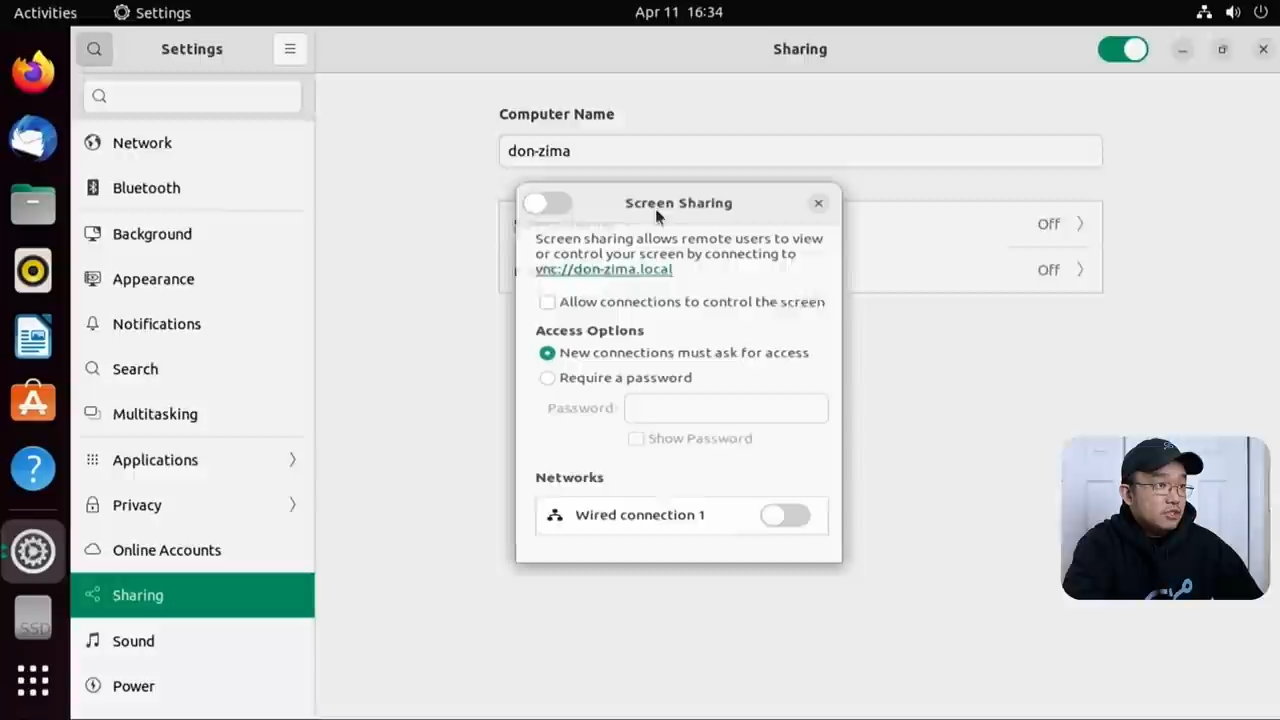 Activities
Settings
Apr 11 16:34
Settings
Sharing
Network
Bluetooth
Background
Appearance
Notifications
Search
Multitasking
Applications
Privacy
Online Accounts
Sharing
Sound
Power
Computer Name
don-zima
Off
Off
Screen Sharing
Screen sharing allows remote users to view
or control your screen by connecting to
vnc://don-zima.local
Allow connections to control the screen
Access Options
New connections must ask for access
Require a password
Password
Show Password
Networks
Wired connection 1
SSD